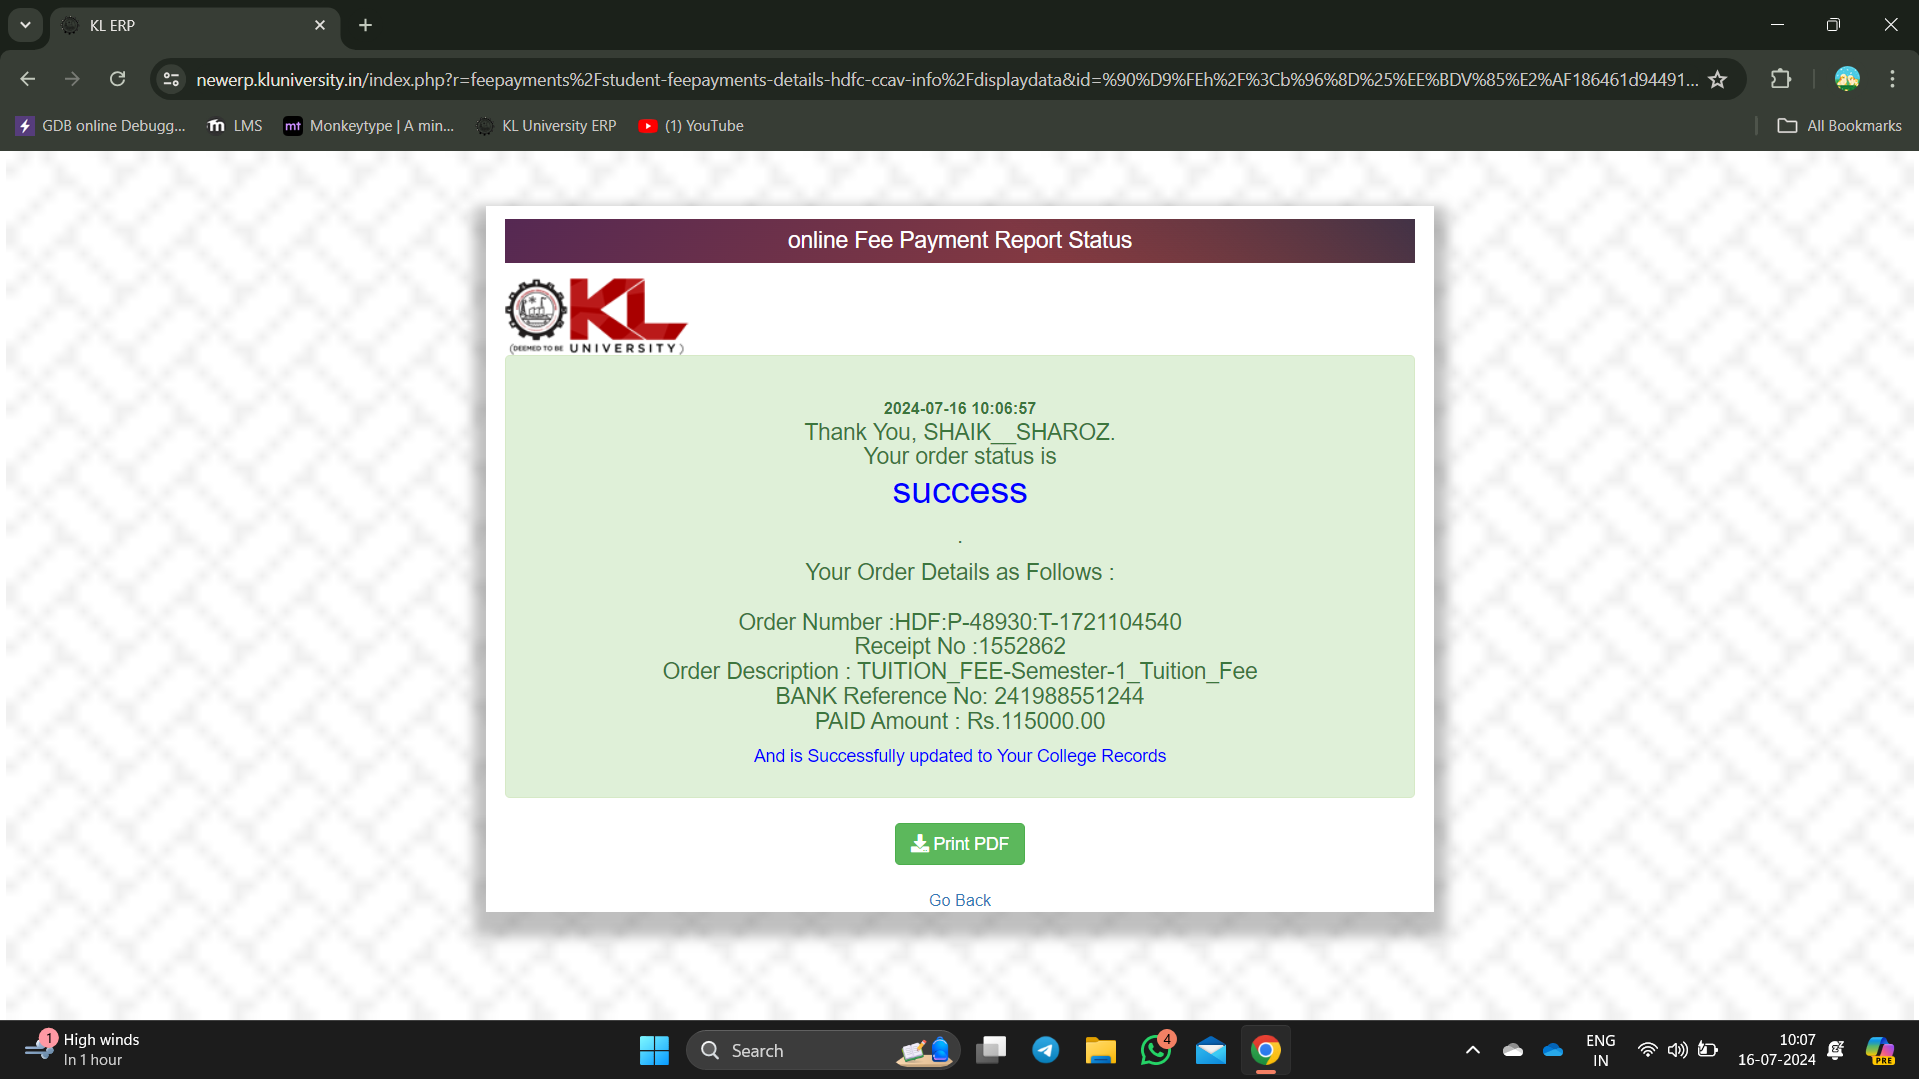 KL ERP
newerp.kluniversity.in/index.php?r=feepayments%2Fstudent-feepayments-details-hdfc-ccav-info%2Fdisplaydata&id=%90%D9%FEh%2F%3Cb%96%8D%25%EE%BDV%85%E2%AF186461d94491...
GDB online Debugg...
LMS
mt Monkeytype | A min...
KL University ERP
(1) YouTube
All Bookmarks
online Fee Payment Report Status
KL
(DEEMED TO BE UNIVERSITY)
2024-07-16 10:06:57
Thank You, SHAIK__SHAROZ.
Your order status is
success
.
Your Order Details as Follows :
Order Number :HDF:P-48930:T-1721104540
Receipt No :1552862
Order Description : TUITION_FEE-Semester-1_Tuition_Fee
BANK Reference No: 241988551244
PAID Amount : Rs.115000.00
And is Successfully updated to Your College Records
Print PDF
Go Back
1
High winds
In 1 hour
Search
4
ENG
IN
10:07
16-07-2024
PRE